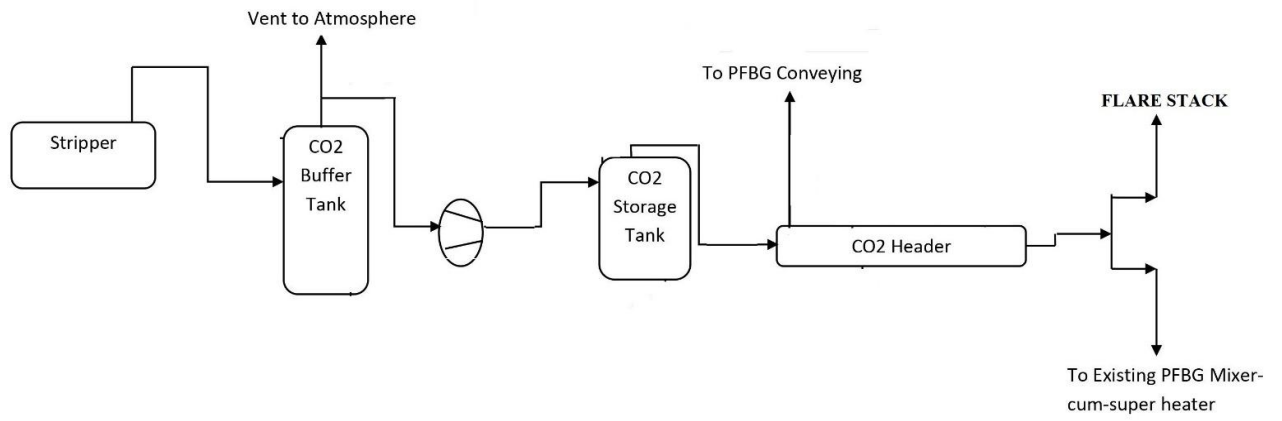 Vent to Atmosphere
To PFBG Conveying
FLARE STACK
Stripper
CO2
Buffer
Tank
CO2
Storage
Tank
CO2 Header
To Existing PFBG Mixer-
cum-super heater